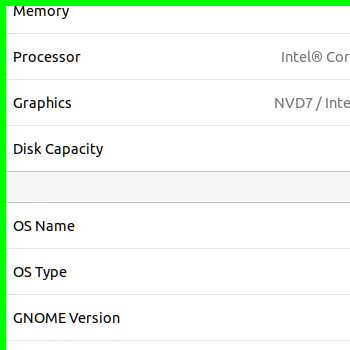 Memory
Processor Intel® Cor
Graphics NVD7 / Inte
Disk Capacity
OS Name
OS Type
GNOME Version